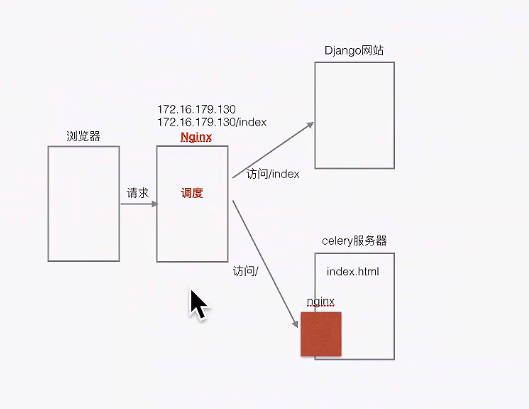 Django网站
172.16.179.130
172.16.179.130/index
浏览器
Nginx
请求
调度
访问/index
celery服务器
访问/
index.html
nginx